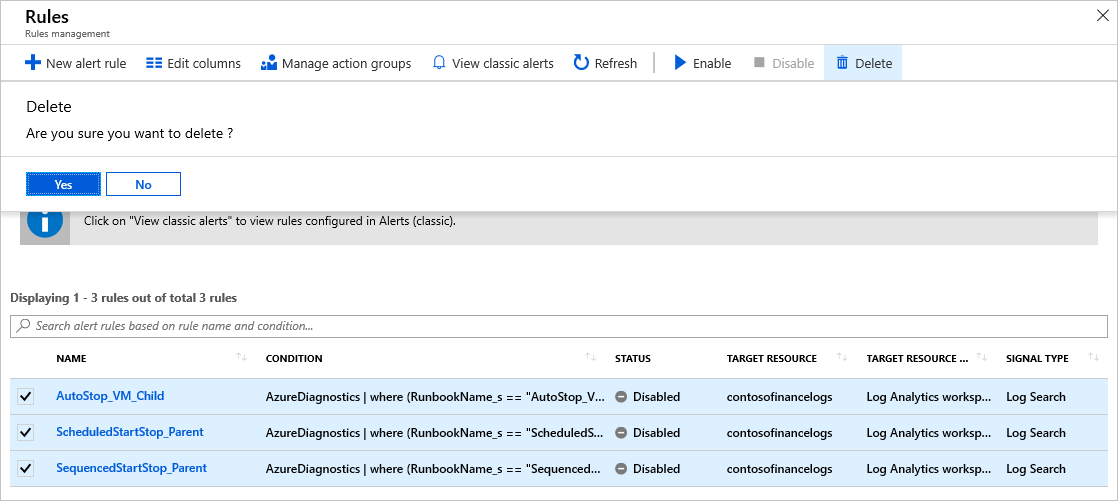 Rules
Rules management
New alert rule Edit columns Manage action groups View classic alerts Refresh Enable Disable Delete
Delete
Are you sure you want to delete ?
Yes No
Click on "View classic alerts" to view rules configured in Alerts (classic).
Displaying 1 - 3 rules out of total 3 rules
Search alert rules based on rule name and condition...
NAME CONDITION STATUS TARGET RESOURCE TARGET RESOURCE ... SIGNAL TYPE
AutoStop_VM_Child AzureDiagnostics | where (RunbookName_s == "AutoStop_V... Disabled contosofinancelogs Log Analytics worksp... Log Search
ScheduledStartStop_Parent AzureDiagnostics | where (RunbookName_s == "ScheduledS... Disabled contosofinancelogs Log Analytics worksp... Log Search
SequencedStartStop_Parent AzureDiagnostics | where (RunbookName_s == "Sequenced... Disabled contosofinancelogs Log Analytics worksp... Log Search